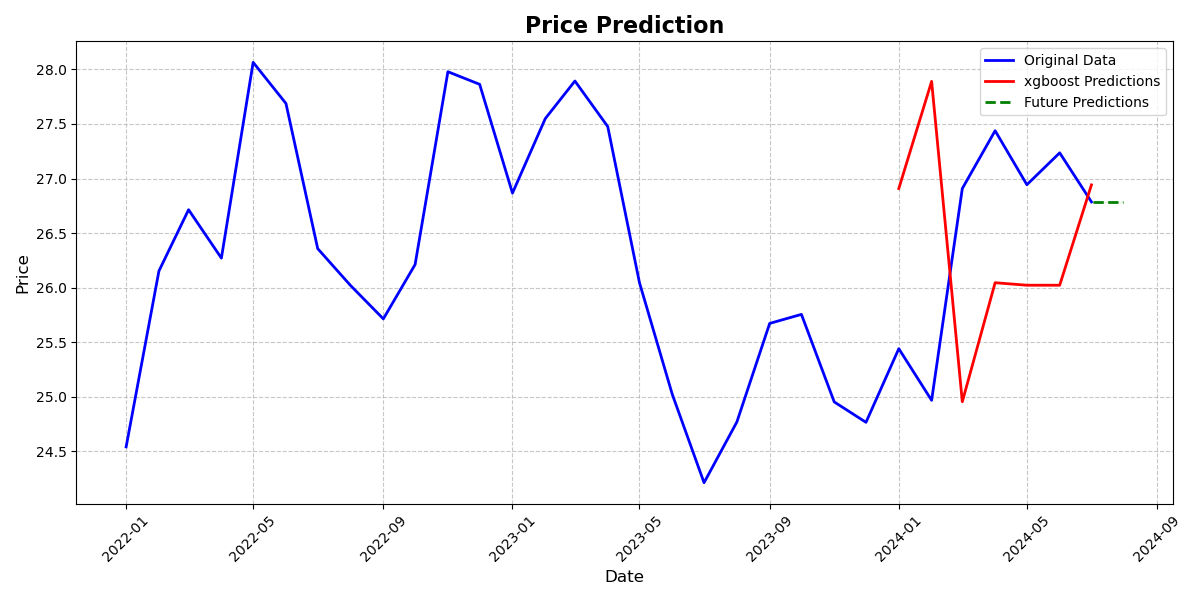 Price Prediction
Original Data
xgboost Predictions
Future Predictions
Price
28.0
27.5
27.0
26.5
26.0
25.5
25.0
24.5
2022-01
2022-05
2022-09
2023-01
2023-05
2023-09
2024-01
2024-05
2024-09
Date